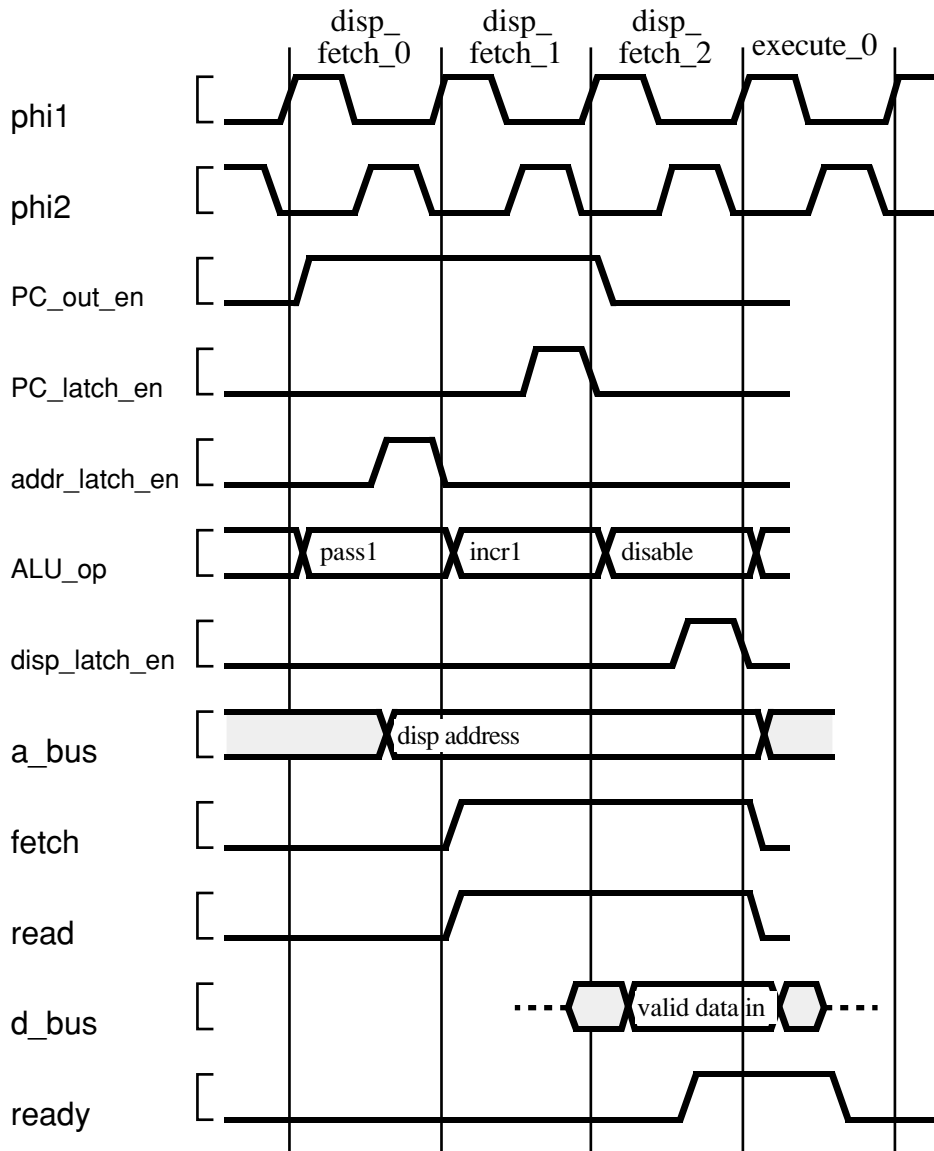 disp_
fetch_0
disp_
fetch_1
disp_
fetch_2
execute_0
phi1
phi2
PC_out_en
PC_latch_en
addr_latch_en
ALU_op
pass1
incr1
disable
disp_latch_en
a_bus
disp address
fetch
read
d_bus
valid data in
ready